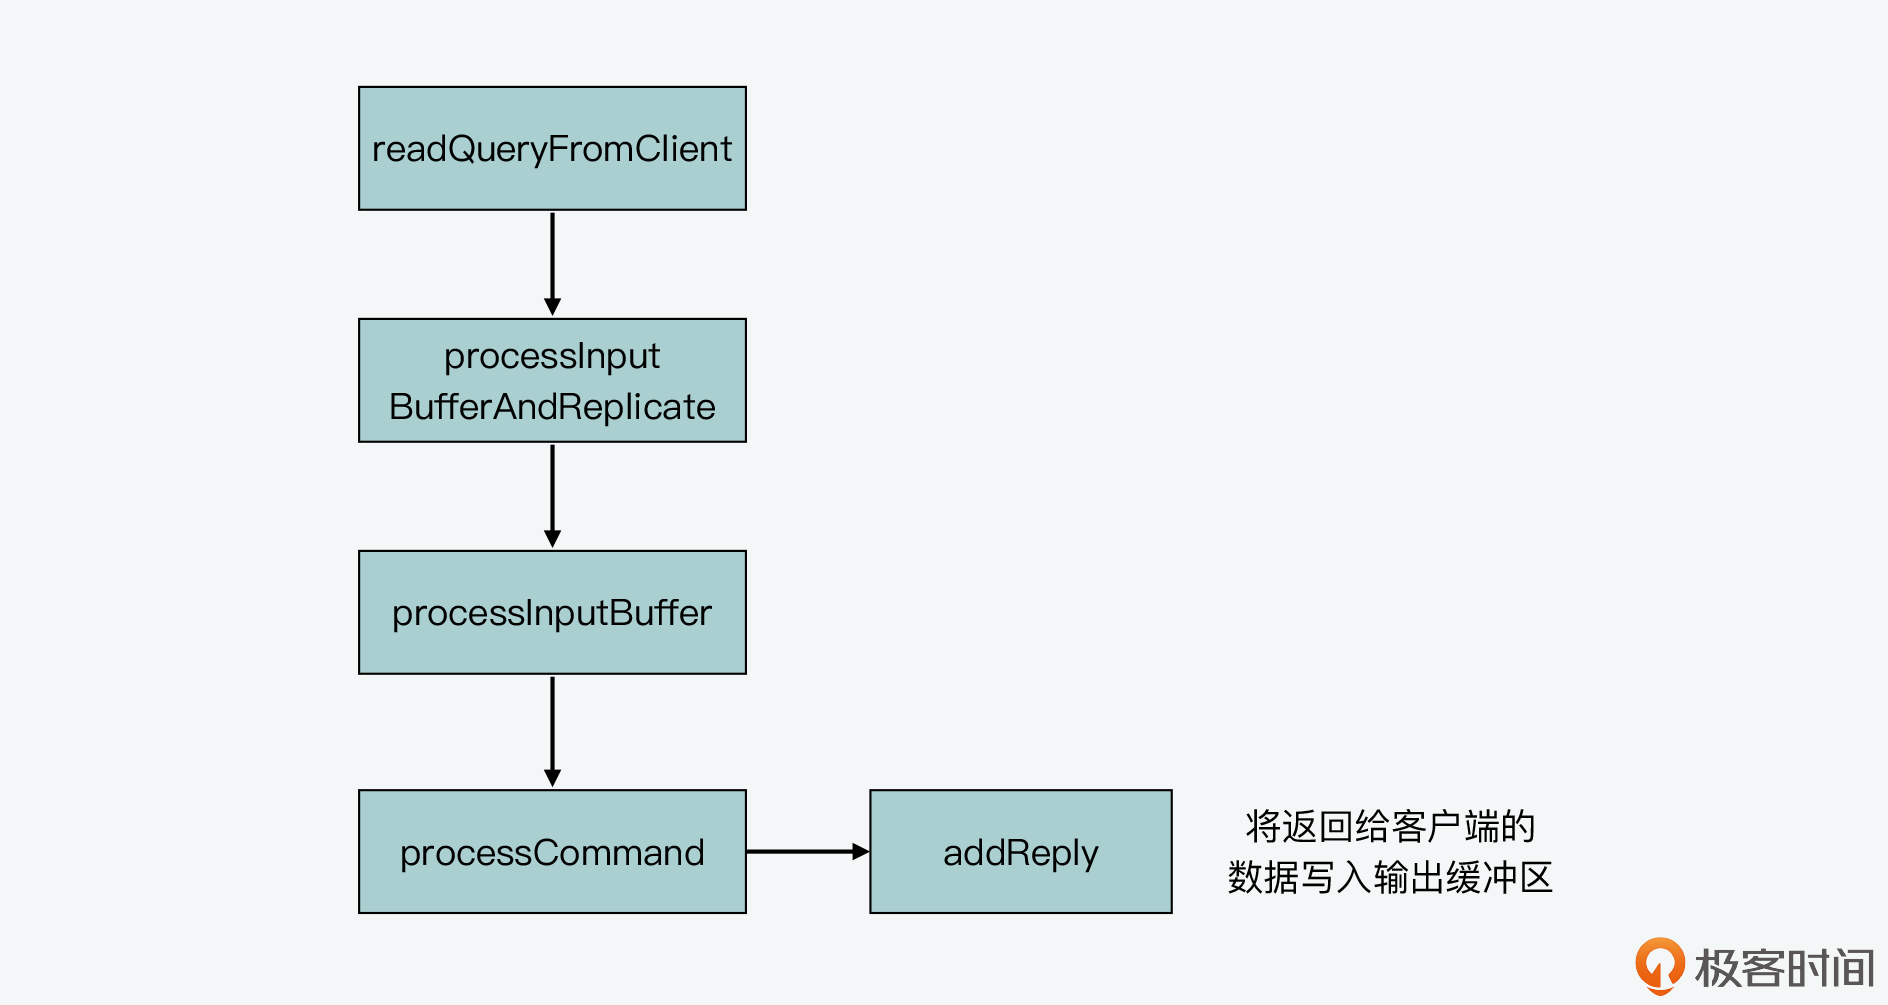 readQueryFromClient
processInput
BufferAndReplicate
processInputBuffer
processCommand
addReply
将返回给客户端的
数据写入输出缓冲区
极客时间